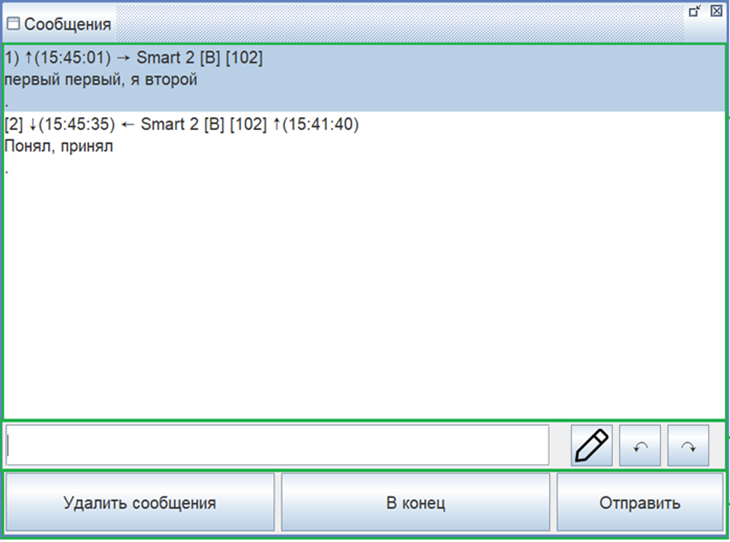 Сообщения
1) ↑(15:45:01) → Smart 2 [B] [102]
первый первый, я второй
.
[2] ↓(15:45:35) ← Smart 2 [B] [102] ↑(15:41:40)
Понял, принял
.
Удалить сообщения
В конец
Отправить